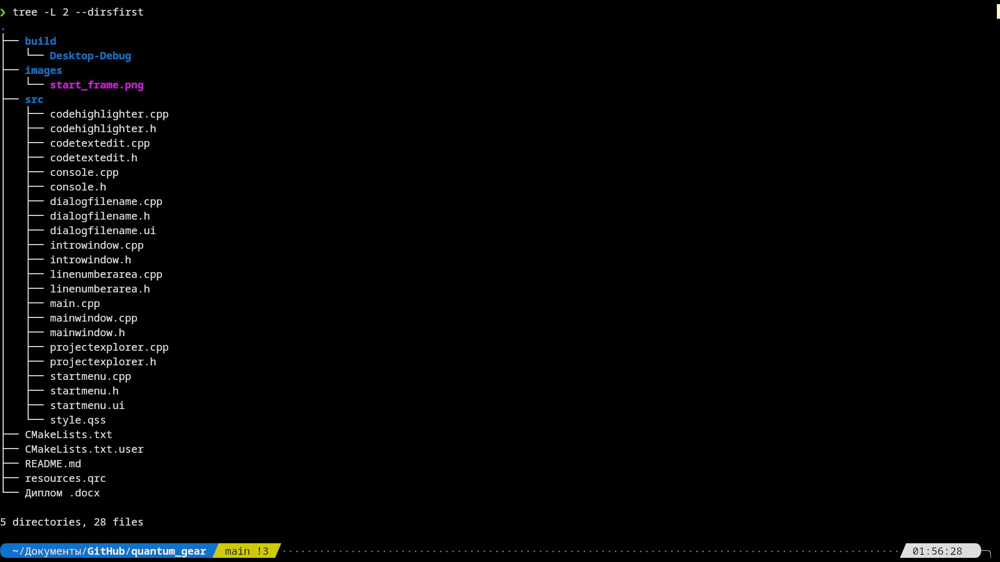 ❯ tree -L 2 --dirsfirst
.
├── build
│   └── Desktop-Debug
├── images
│   └── start_frame.png
├── src
│   ├── codehighlighter.cpp
│   ├── codehighlighter.h
│   ├── codetextedit.cpp
│   ├── codetextedit.h
│   ├── console.cpp
│   ├── console.h
│   ├── dialogfilename.cpp
│   ├── dialogfilename.h
│   ├── dialogfilename.ui
│   ├── introwindow.cpp
│   ├── introwindow.h
│   ├── linenumberarea.cpp
│   ├── linenumberarea.h
│   ├── main.cpp
│   ├── mainwindow.cpp
│   ├── mainwindow.h
│   ├── projectexplorer.cpp
│   ├── projectexplorer.h
│   ├── startmenu.cpp
│   ├── startmenu.h
│   ├── startmenu.ui
│   └── style.qss
├── CMakeLists.txt
├── CMakeLists.txt.user
├── README.md
├── resources.qrc
└── Диплом .docx
5 directories, 28 files
~/Документы/GitHub/quantum_gear main !3 01:56:28